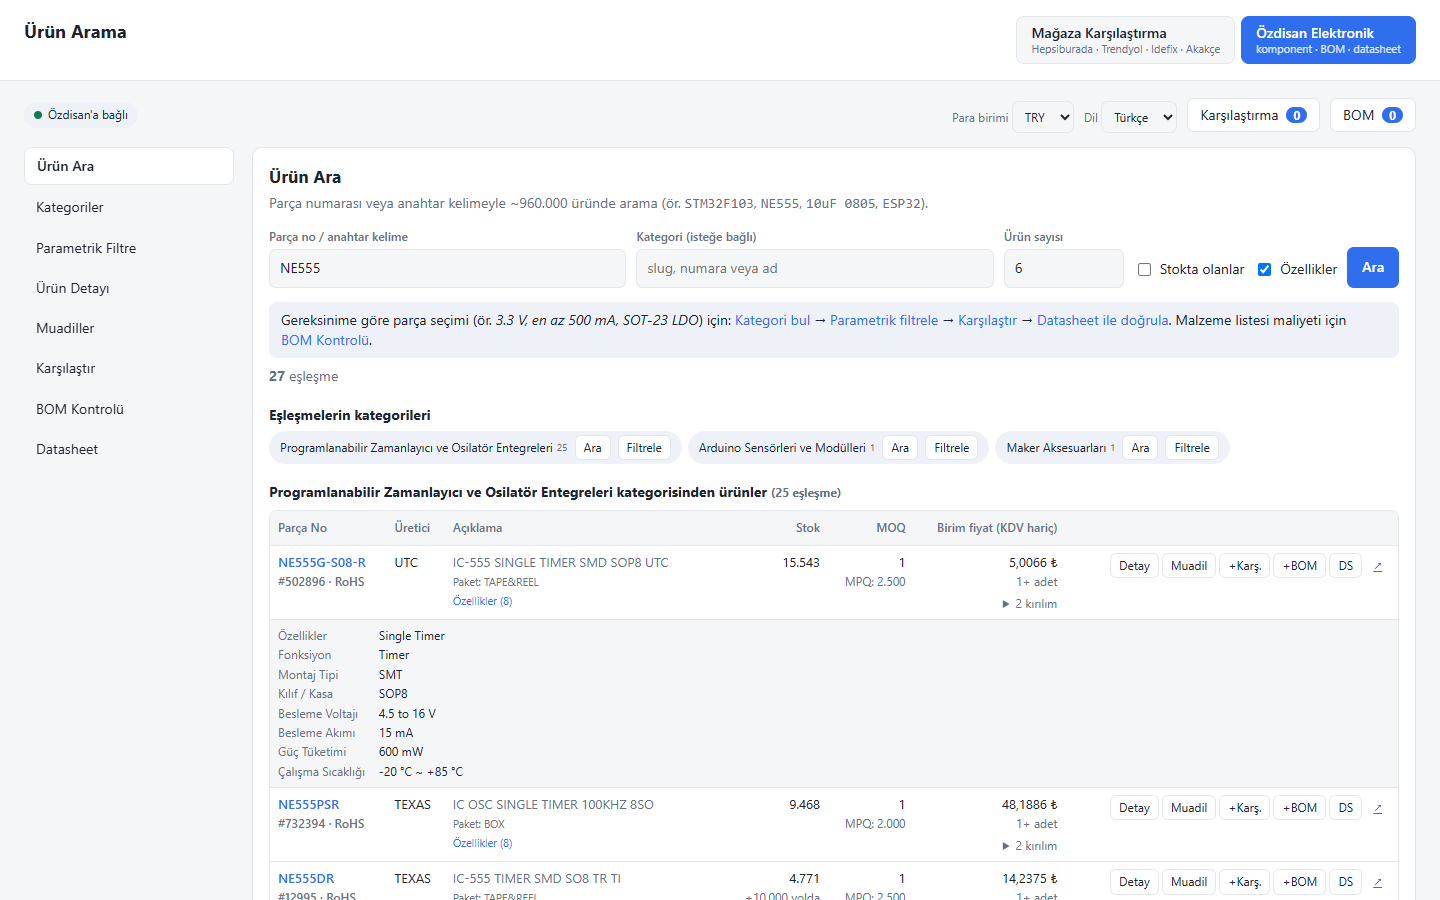 Ürün Arama
Mağaza Karşılaştırma
Hepsiburada · Trendyol · Idefix · Akakçe
Özdisan Elektronik
komponent · BOM · datasheet
Özdisan'a bağlı
Para birimi TRY Dil Türkçe Karşılaştırma 0 BOM 0
Ürün Ara
Kategoriler
Parametrik Filtre
Ürün Detayı
Muadiller
Karşılaştır
BOM Kontrolü
Datasheet
Ürün Ara
Parça numarası veya anahtar kelimeyle ~960.000 üründe arama (ör. STM32F103, NE555, 10uF 0805, ESP32).
Parça no / anahtar kelime Kategori (isteğe bağlı) Ürün sayısı
NE555 slug, numara veya ad 6 Stokta olanlar Özellikler Ara
Gereksinime göre parça seçimi (ör. 3.3 V, en az 500 mA, SOT-23 LDO) için: Kategori bul → Parametrik filtrele → Karşılaştır → Datasheet ile doğrula. Malzeme listesi maliyeti için
BOM Kontrolü.
27 eşleşme
Eşleşmelerin kategorileri
Programlanabilir Zamanlayıcı ve Osilatör Entegreleri 25 Ara Filtrele Arduino Sensörleri ve Modülleri 1 Ara Filtrele Maker Aksesuarları 1 Ara Filtrele
Programlanabilir Zamanlayıcı ve Osilatör Entegreleri kategorisinden ürünler (25 eşleşme)
Parça No Üretici Açıklama Stok MOQ Birim fiyat (KDV hariç)
NE555G-S08-R UTC IC-555 SINGLE TIMER SMD SOP8 UTC 15.543 1 5,0066 ₺ Detay Muadil +Karş. +BOM DS ↗
#502896 · RoHS Paket: TAPE&REEL MPQ: 2.500 1+ adet
Özellikler (8) ▶ 2 kırılım
Özellikler Single Timer
Fonksiyon Timer
Montaj Tipi SMT
Kılıf / Kasa SOP8
Besleme Voltajı 4.5 to 16 V
Besleme Akımı 15 mA
Güç Tüketimi 600 mW
Çalışma Sıcaklığı -20 °C ~ +85 °C
NE555PSR TEXAS IC OSC SINGLE TIMER 100KHZ 8SO 9.468 1 48,1886 ₺ Detay Muadil +Karş. +BOM DS ↗
#732394 · RoHS Paket: BOX MPQ: 2.000 1+ adet
Özellikler (8) ▶ 2 kırılım
NE555DR TEXAS IC-555 TIMER SMD SO8 TR TI 4.771 1 14,2375 ₺ Detay Muadil +Karş. +BOM DS ↗
#12995 · RoHS Paket: TAPE&REEL +10.000 yolda MPQ: 2.500 1+ adet